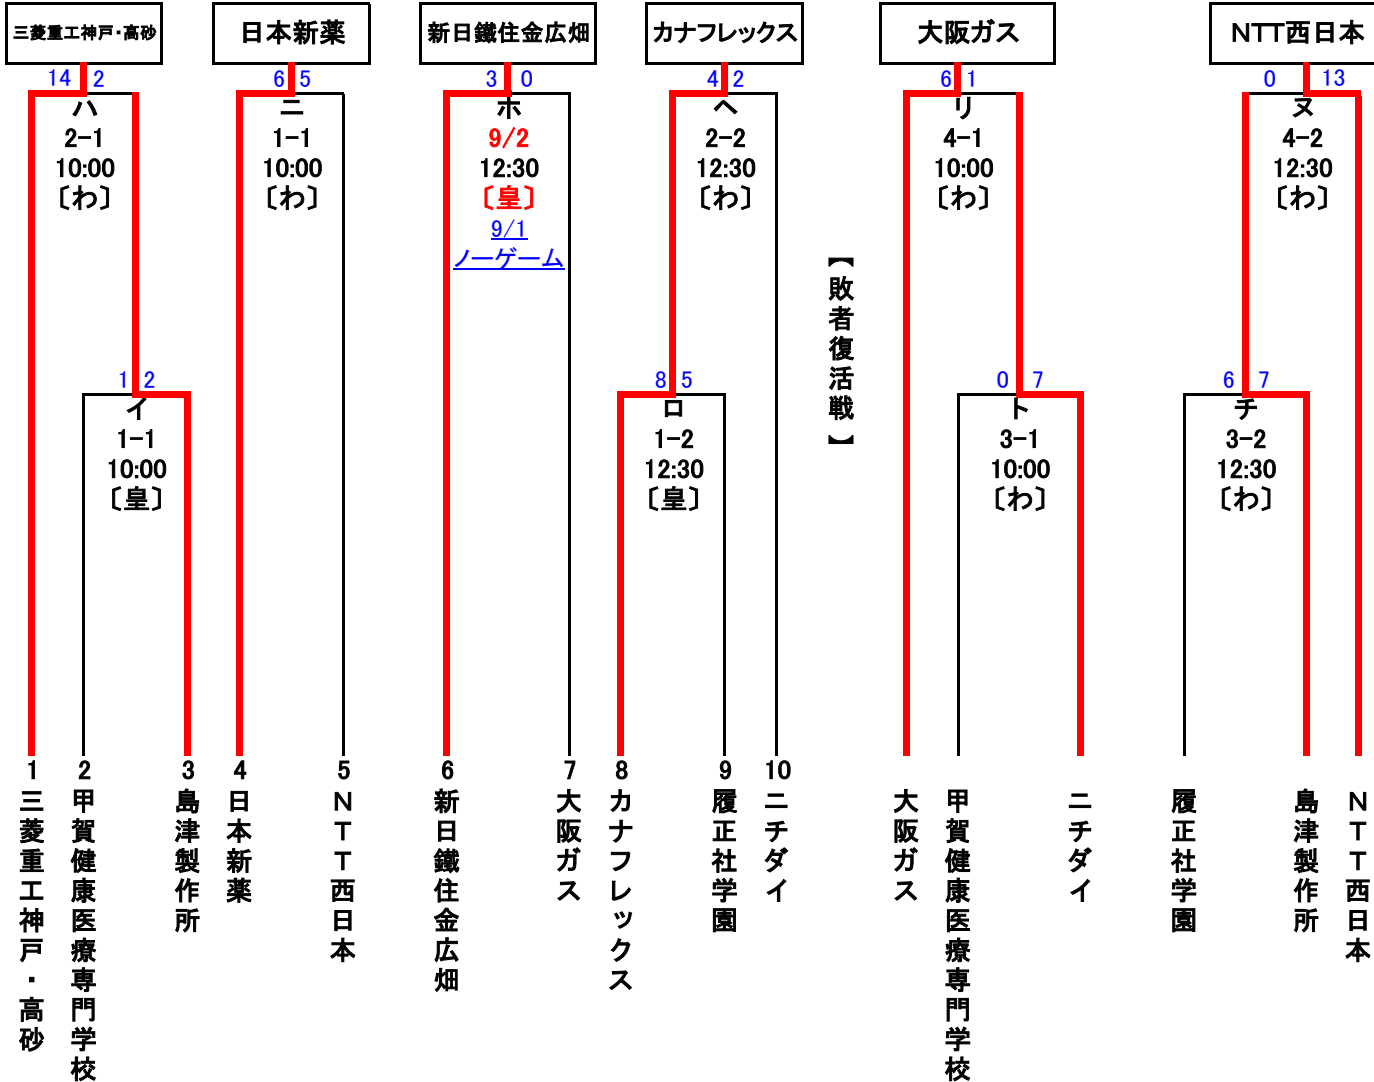 三菱重工神戸・高砂
日本新薬
新日鐵住金広畑
カナフレックス
大阪ガス
NTT西日本
14 2
6 5
3 0
4 2
6 1
0 13
ハ
2-1
10:00
〔わ〕
ニ
1-1
10:00
〔わ〕
ホ
9/2
12:30
〔皇〕
9/1
ノーゲーム
ヘ
2-2
12:30
〔わ〕
リ
4-1
10:00
〔わ〕
ヌ
4-2
12:30
〔わ〕
【敗者復活戦】
1 2
イ
1-1
10:00
〔皇〕
8 5
ロ
1-2
12:30
〔皇〕
0 7
ト
3-1
10:00
〔わ〕
6 7
チ
3-2
12:30
〔わ〕
1
三菱重工神戸・高砂
2
甲賀健康医療専門学校
3
島津製作所
4
日本新薬
5
NTT西日本
6
新日鐵住金広畑
7
大阪ガス
8
カナフレックス
9
履正社学園
10
ニチダイ
大阪ガス
甲賀健康医療専門学校
ニチダイ
履正社学園
島津製作所
NTT西日本